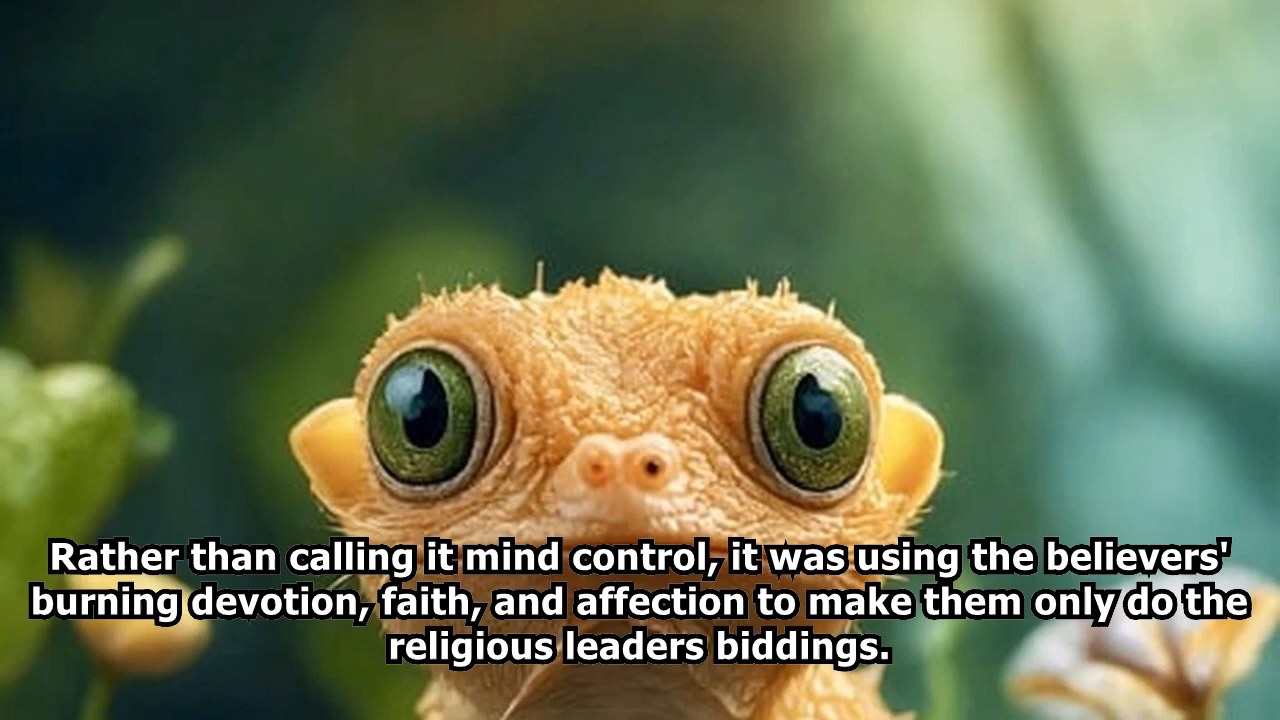 Rather than calling it mind control, it was using the believers'
burning devotion, faith, and affection to make them only do the
religious leaders biddings.